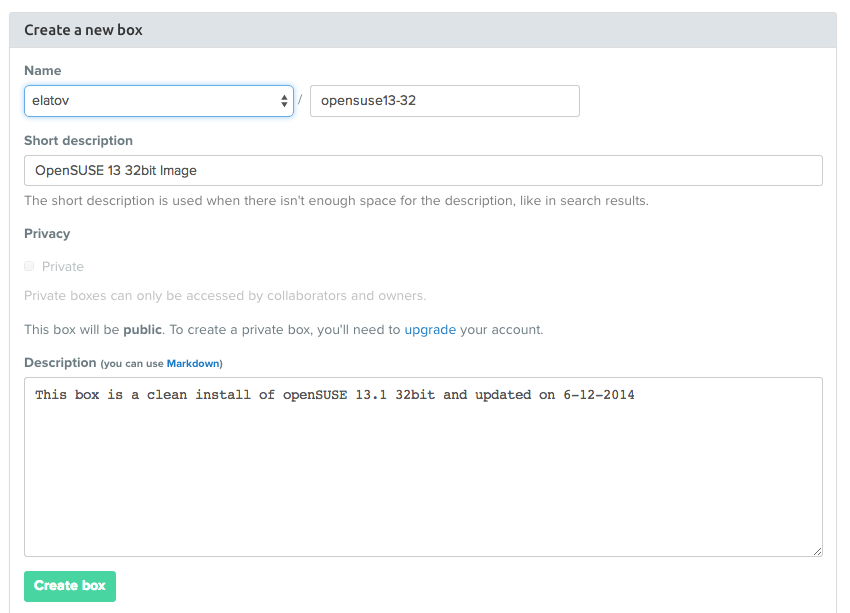 Create a new box
Name
elatov / opensuse13-32
Short description
OpenSUSE 13 32bit Image
The short description is used when there isn't enough space for the description, like in search results.
Privacy
Private
Private boxes can only be accessed by collaborators and owners.
This box will be public. To create a private box, you'll need to upgrade your account.
Description (you can use Markdown)
This box is a clean install of openSUSE 13.1 32bit and updated on 6-12-2014
Create box